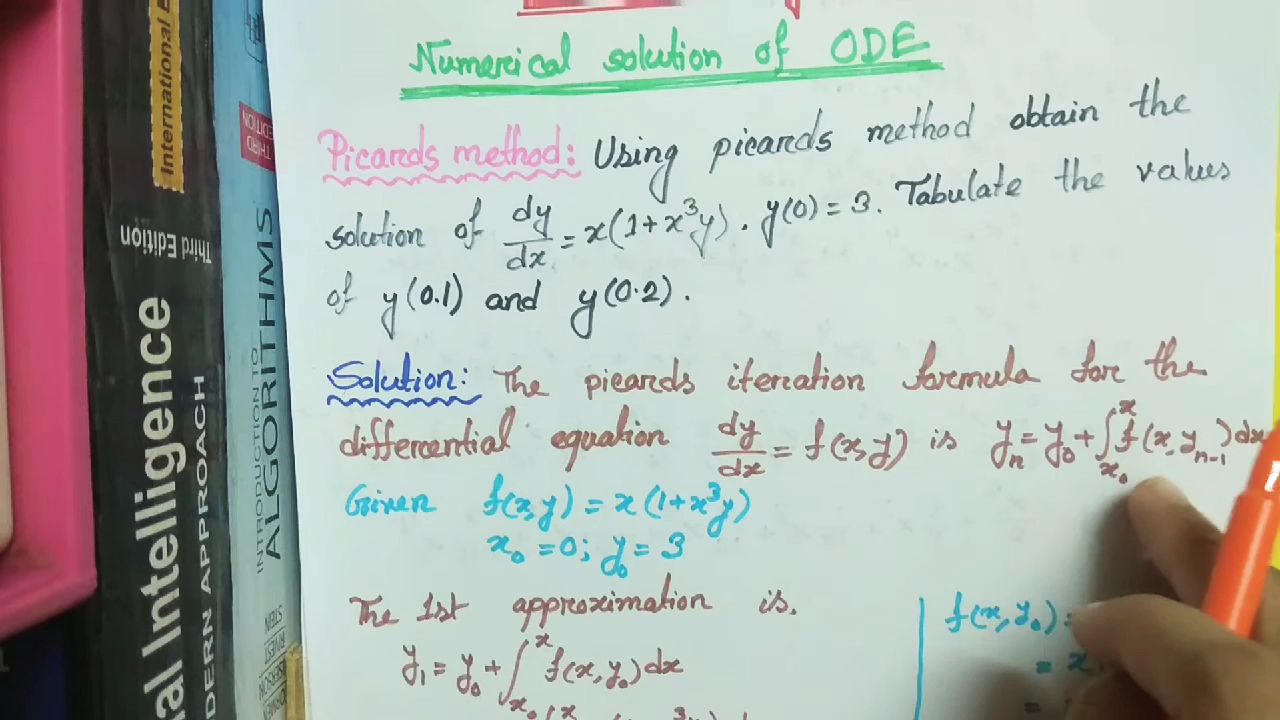 Numerical solution of ODE
Picards method: Using picards method obtain the
solution of dy/dx = x(1+x³y). y(0)=3. Tabulate the values
of y(0.1) and y(0.2).
Solution: The picards iteration formula for the
differential equation dy/dx = f(x,y) is yₙ = y₀ + ∫ₓ₀ˣ f(x, yₙ₋₁) dx
Given f(x,y) = x(1+x³y)
x₀ = 0; y₀ = 3
The 1st approximation is.
y₁ = y₀ + ∫ₓ₀ˣ f(x, y₀) dx
f(x, y₀) =
= x
=
International E
Third Edition
Intelligence
DERN APPROACH
THIRD EDITION
INTRODUCTION TO
ALGORITHMS
RIVEST
STEIN